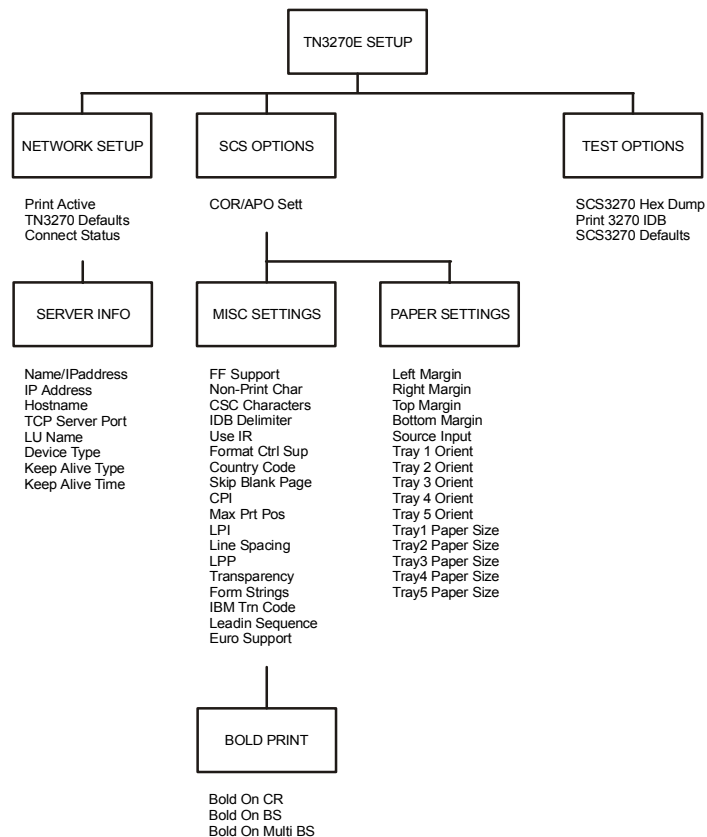 TN3270E SETUP
NETWORK SETUP
Print Active
TN3270 Defaults
Connect Status
SERVER INFO
Name/IPaddress
IP Address
Hostname
TCP Server Port
LU Name
Device Type
Keep Alive Type
Keep Alive Time
SCS OPTIONS
COR/APO Sett
MISC SETTINGS
FF Support
Non-Print Char
CSC Characters
IDB Delimiter
Use IR
Format Ctrl Sup
Country Code
Skip Blank Page
CPI
Max Prt Pos
LPI
Line Spacing
LPP
Transparency
Form Strings
IBM Trn Code
Leadin Sequence
Euro Support
BOLD PRINT
Bold On CR
Bold On BS
Bold On Multi BS
PAPER SETTINGS
Left Margin
Right Margin
Top Margin
Bottom Margin
Source Input
Tray 1 Orient
Tray 2 Orient
Tray 3 Orient
Tray 4 Orient
Tray 5 Orient
Tray1 Paper Size
Tray2 Paper Size
Tray3 Paper Size
Tray4 Paper Size
Tray5 Paper Size
TEST OPTIONS
SCS3270 Hex Dump
Print 3270 IDB
SCS3270 Defaults